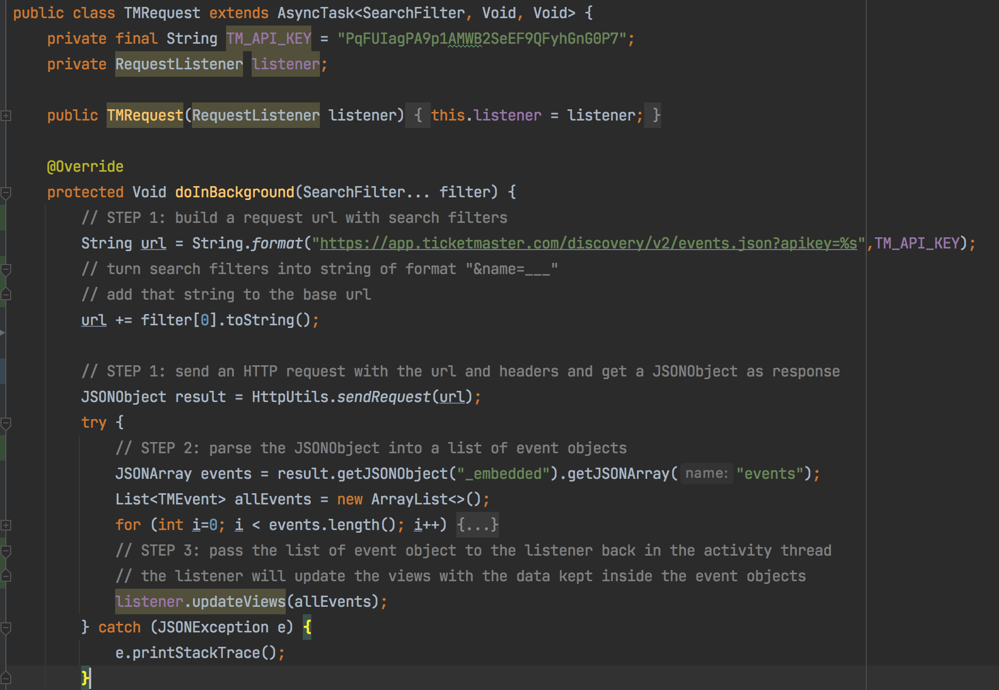 public class TMRequest extends AsyncTask<SearchFilter, Void, Void> {
private final String TM_API_KEY = "PqFUIagPA9p1AMWB2SeEF9QFyhGnG0P7";
private RequestListener listener;
public TMRequest(RequestListener listener) { this.listener = listener; }
@Override
protected Void doInBackground(SearchFilter... filter) {
// STEP 1: build a request url with search filters
String url = String.format("https://app.ticketmaster.com/discovery/v2/events.json?apikey=%s",TM_API_KEY);
// turn search filters into string of format "&name=___"
// add that string to the base url
url += filter[0].toString();
// STEP 1: send an HTTP request with the url and headers and get a JSONObject as response
JSONObject result = HttpUtils.sendRequest(url);
try {
// STEP 2: parse the JSONObject into a list of event objects
JSONArray events = result.getJSONObject("_embedded").getJSONArray( name: "events");
List<TMEvent> allEvents = new ArrayList<>();
for (int i=0; i < events.length(); i++) {...}
// STEP 3: pass the list of event object to the listener back in the activity thread
// the listener will update the views with the data kept inside the event objects
listener.updateViews(allEvents);
} catch (JSONException e) {
e.printStackTrace();
}